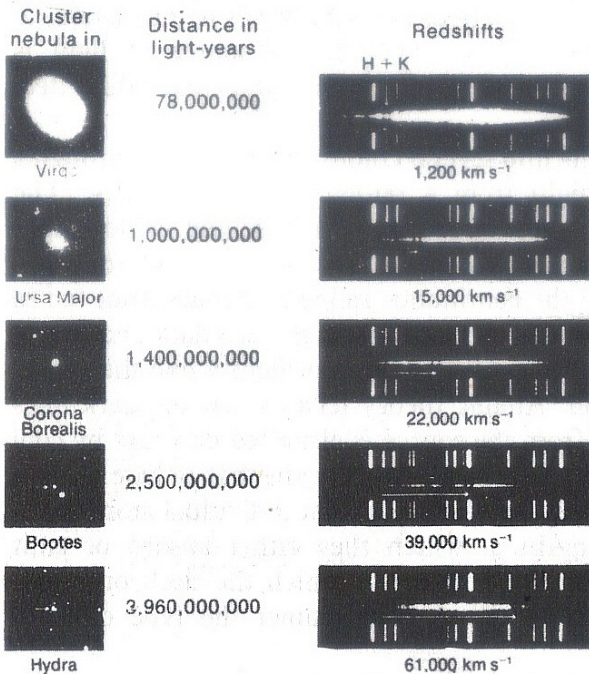 Cluster
nebula in
Distance in
light-years
Redshifts
H + K
78,000,000
Virgo
1,200 km s⁻¹
1,000,000,000
Ursa Major
15,000 km s⁻¹
1,400,000,000
Corona
Borealis
22,000 km s⁻¹
2,500,000,000
Bootes
39,000 km s⁻¹
3,960,000,000
Hydra
61,000 km s⁻¹